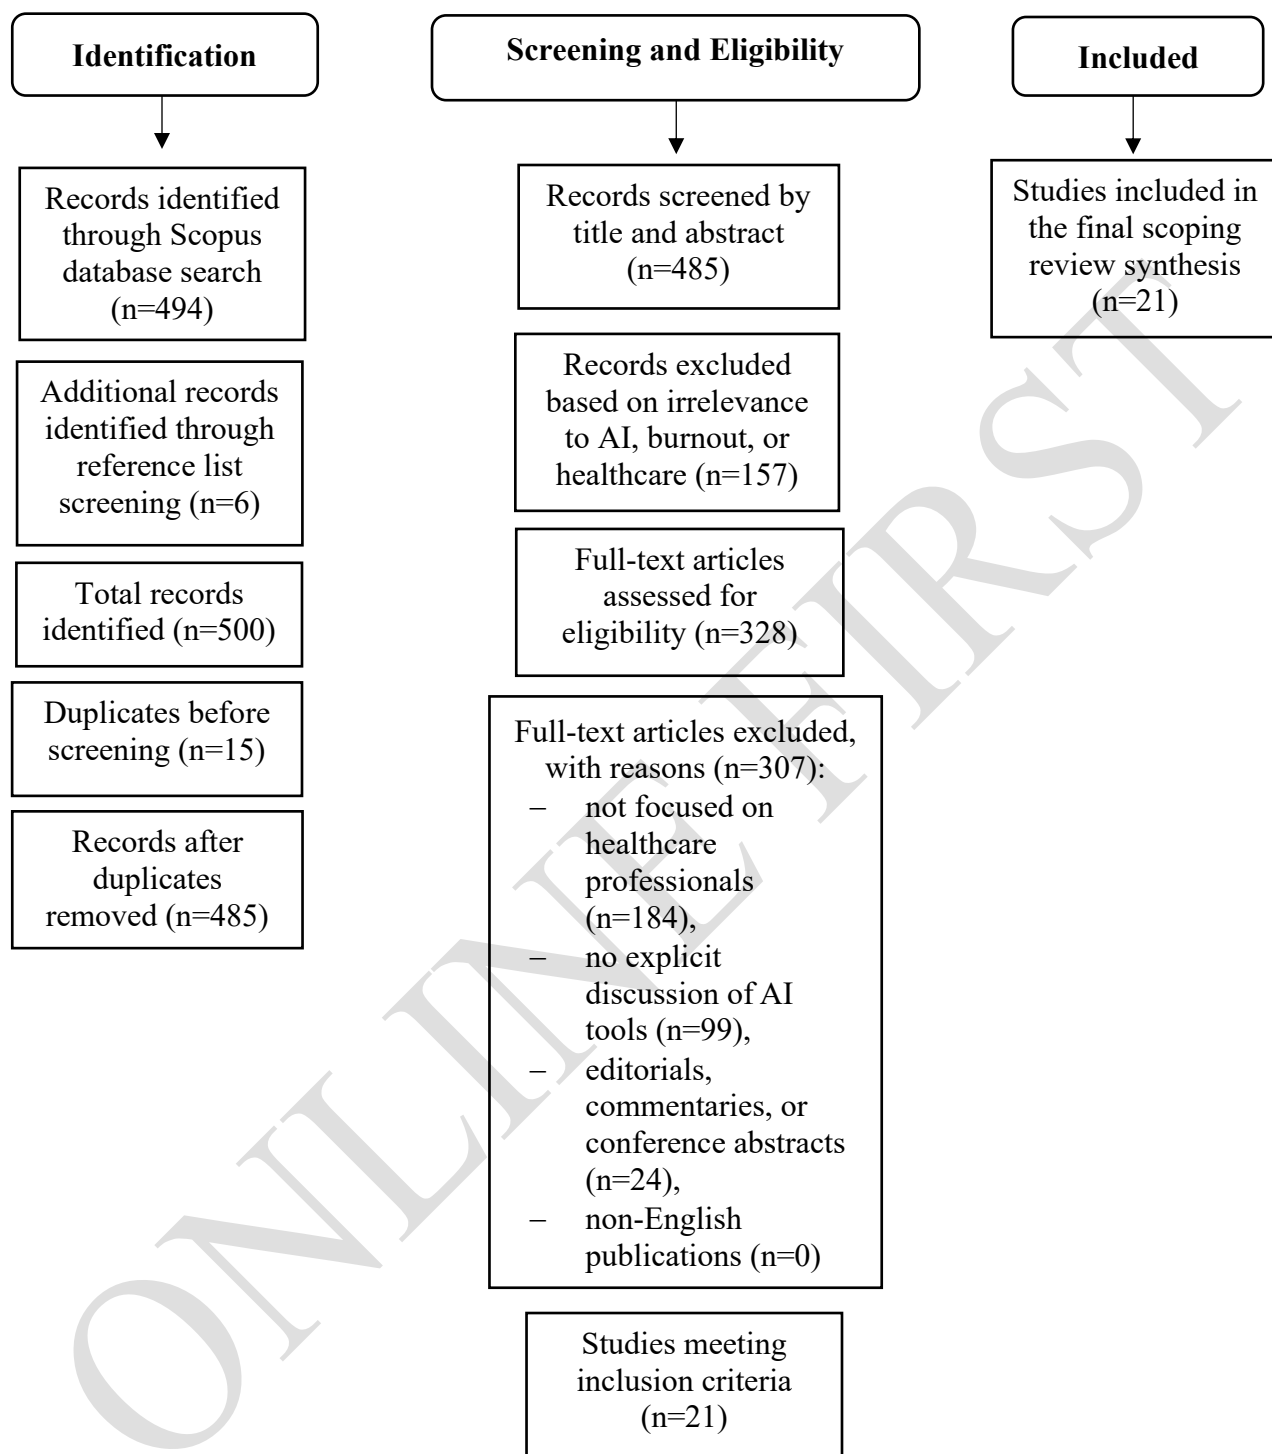 Identification
Records identified
through Scopus
database search
(n=494)
Additional records
identified through
reference list
screening (n=6)
Total records
identified (n=500)
Duplicates before
screening (n=15)
Records after
duplicates
removed (n=485)
Screening and Eligibility
Records screened by
title and abstract
(n=485)
Records excluded
based on irrelevance
to AI, burnout, or
healthcare (n=157)
Full-text articles
assessed for
eligibility (n=328)
Full-text articles excluded,
with reasons (n=307):
– not focused on
healthcare
professionals
(n=184),
– no explicit
discussion of AI
tools (n=99),
– editorials,
commentaries, or
conference abstracts
(n=24),
– non-English
publications (n=0)
Studies meeting
inclusion criteria
(n=21)
Included
Studies included in
the final scoping
review synthesis
(n=21)
ONLINE FIRST